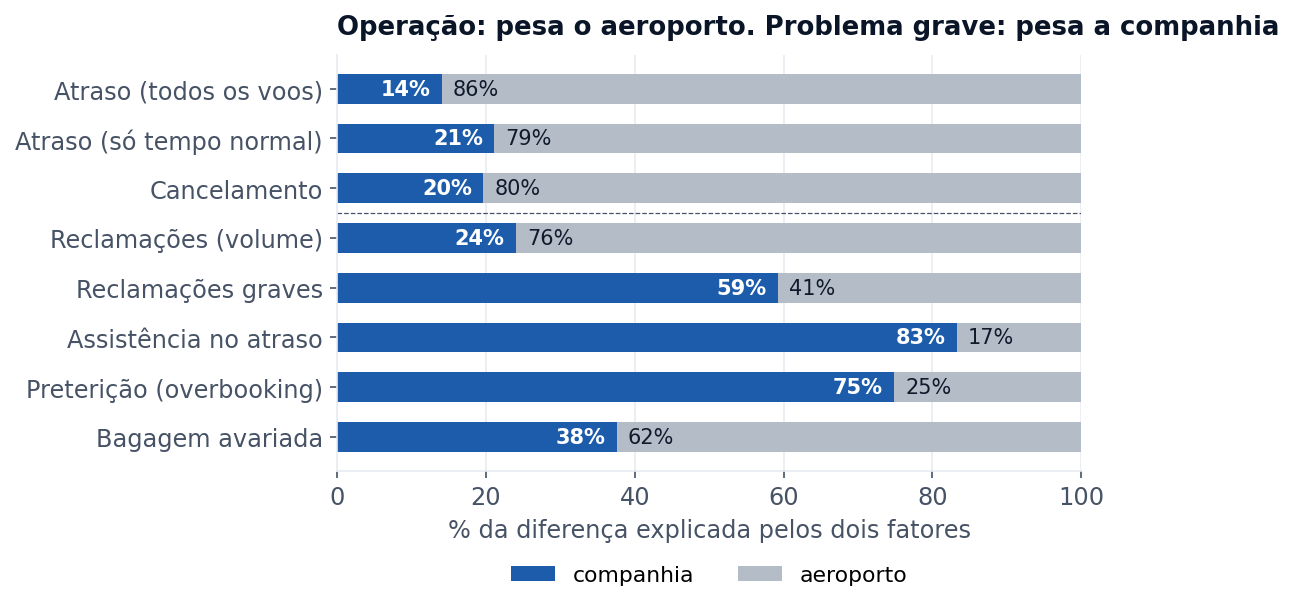 Operação: pesa o aeroporto. Problema grave: pesa a companhia
Atraso (todos os voos) 14% 86%
Atraso (só tempo normal) 21% 79%
Cancelamento 20% 80%
Reclamações (volume) 24% 76%
Reclamações graves 59% 41%
Assistência no atraso 83% 17%
Preterição (overbooking) 75% 25%
Bagagem avariada 38% 62%
0 20 40 60 80 100
% da diferença explicada pelos dois fatores
companhia aeroporto